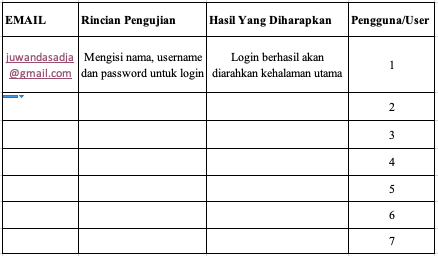 EMAIL Rincian Pengujian Hasil Yang Diharapkan Pengguna/User
juwandasadja Mengisi nama, username Login berhasil akan 1
@gmail.com dan password untuk login diarahkan kehalaman utama
2
3
4
5
6
7